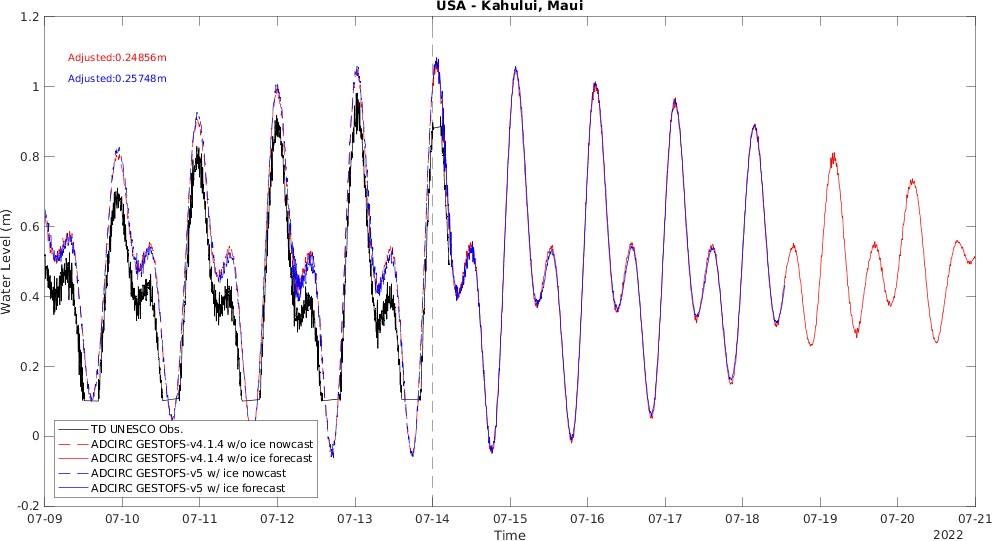 USA - Kahului, Maui
1.2
1
0.8
0.6
0.4
0.2
0
-0.2
Water Level (m)
Adjusted:0.24856m
Adjusted:0.25748m
TD UNESCO Obs.
ADCIRC GESTOFS-v4.1.4 w/o ice nowcast
ADCIRC GESTOFS-v4.1.4 w/o ice forecast
ADCIRC GESTOFS-v5 w/ ice nowcast
ADCIRC GESTOFS-v5 w/ ice forecast
07-09 07-10 07-11 07-12 07-13 07-14 07-15 07-16 07-17 07-18 07-19 07-20 07-21
Time
2022